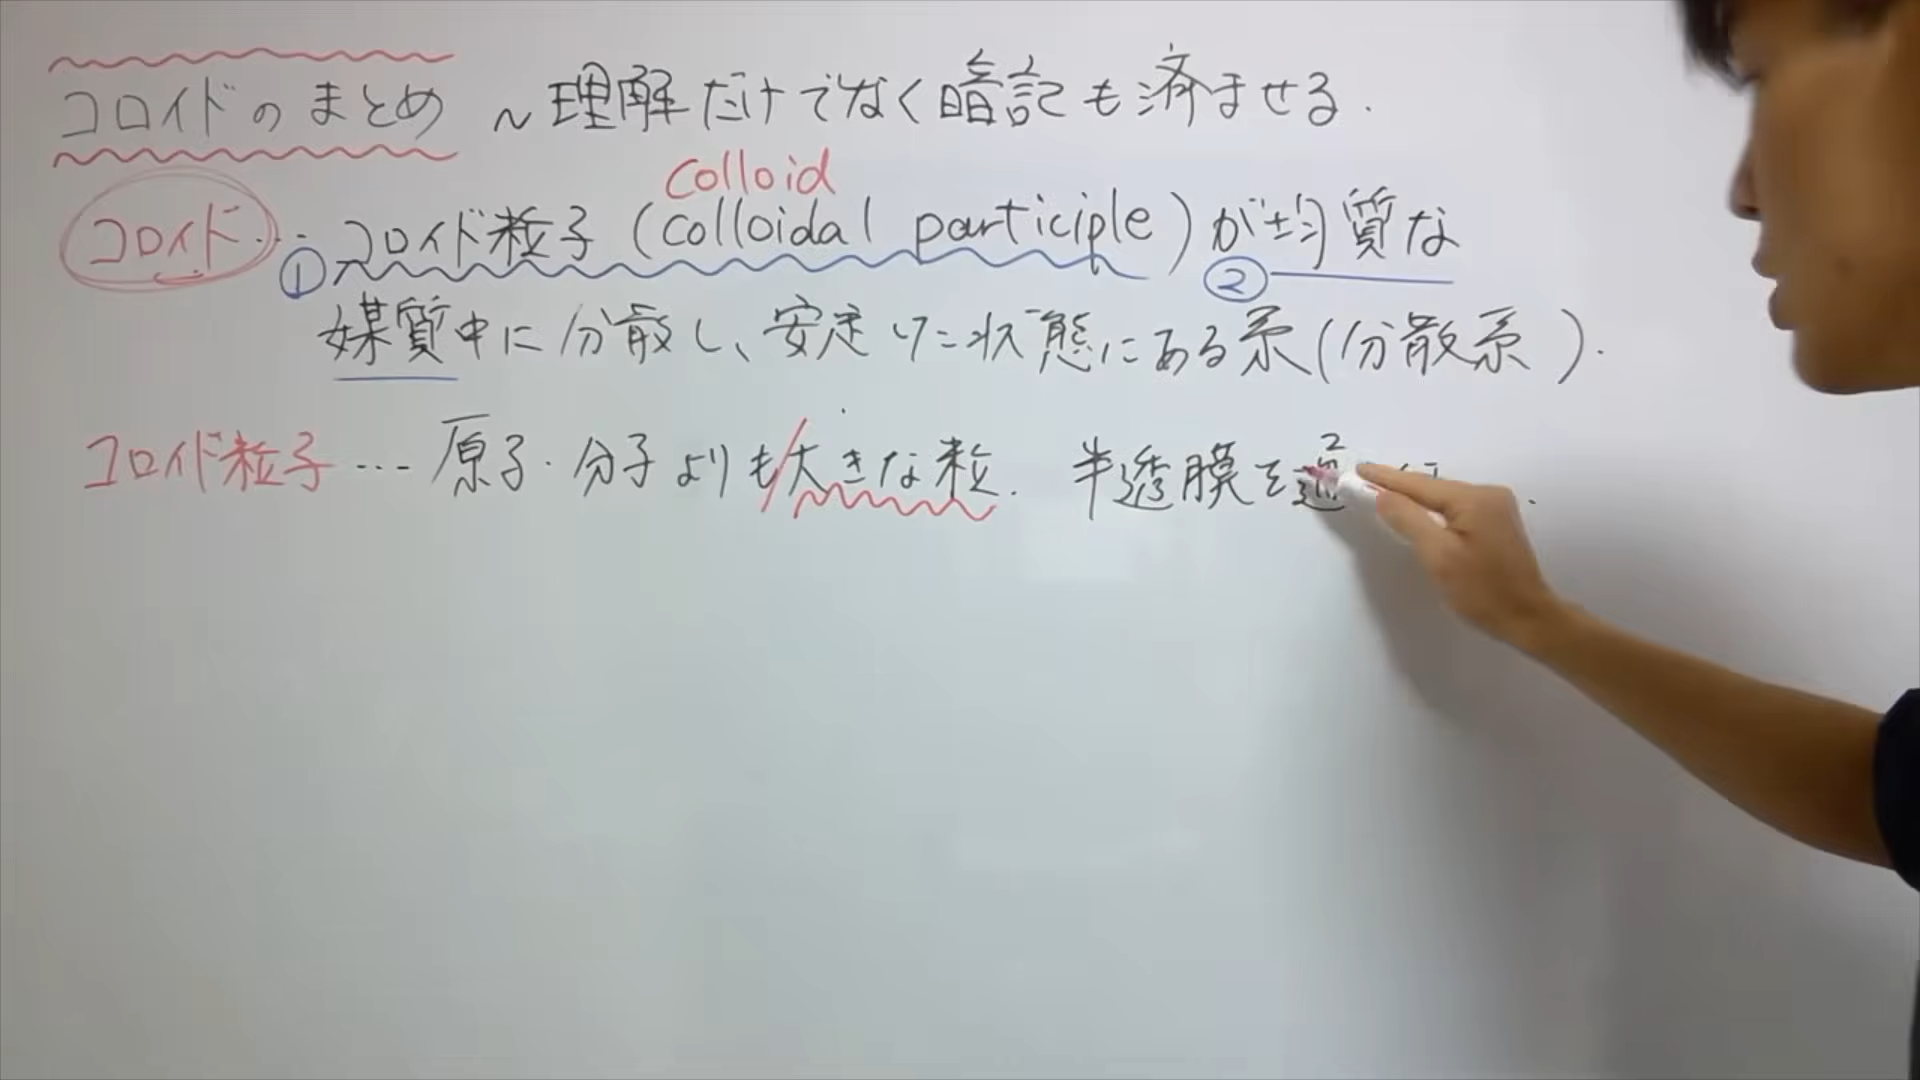 コロイドのまとめ ~理解だけでなく暗記も済ませる.
colloid
コロイド… コロイド粒子 (colloidal participle) が均質な
① ②
媒質中に分散し、安定した状態にある系(分散系).
コロイド粒子 … 原子・分子よりも大きな粒. 半透膜を通